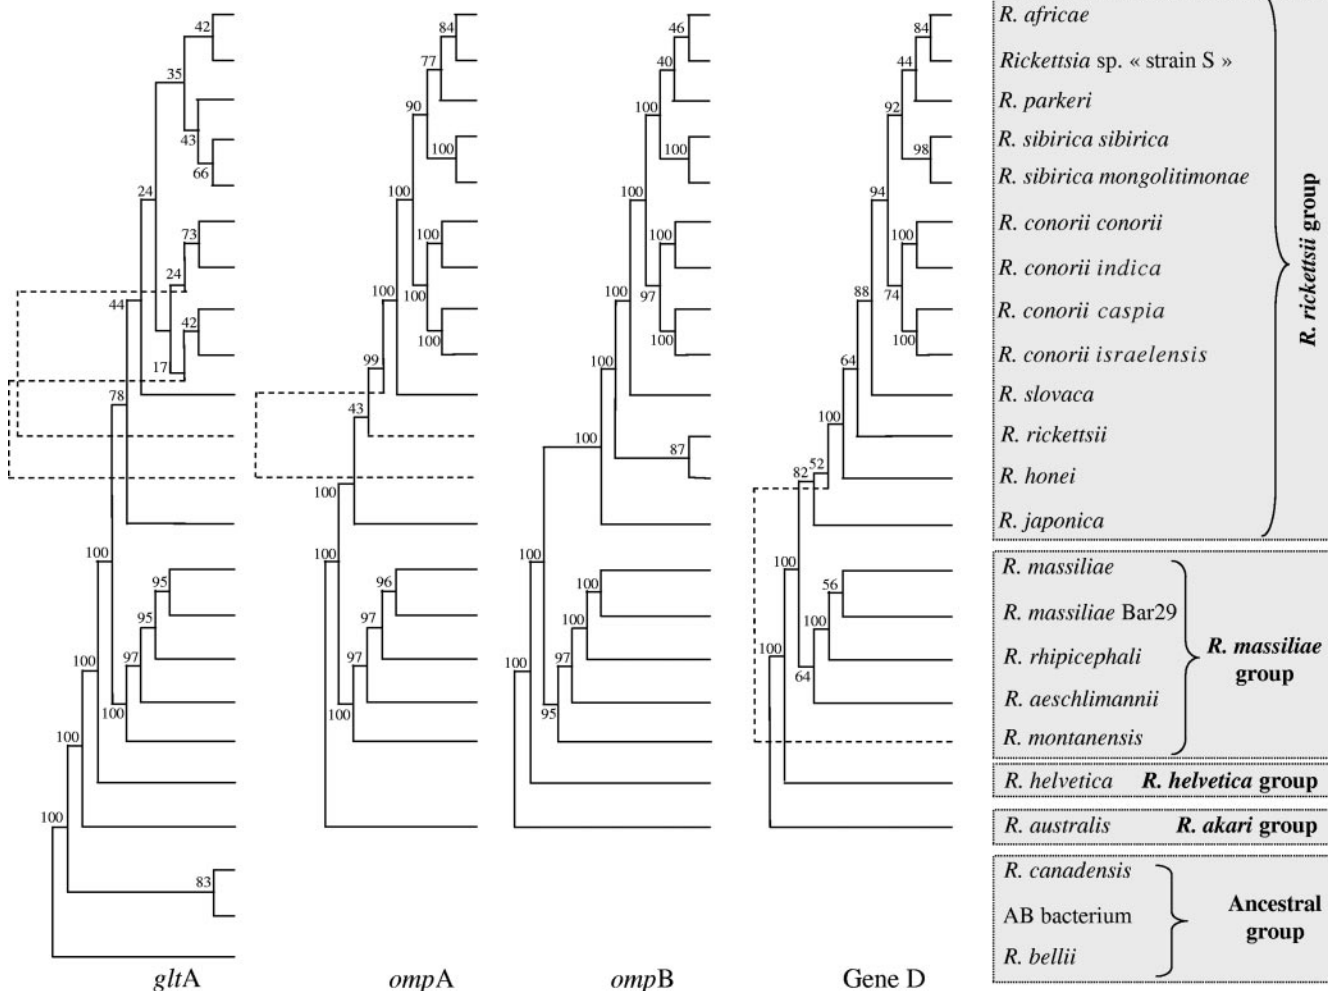 42
35
43
66
24
73
24
44
42
17
78
100
95
95
97
100
100
100
83
100
gltA
84
77
90
100
100
100
100
100
100
99
43
100
96
97
97
100
ompA
46
40
100
100
100
100
97
100
100
100
87
100
100
100
100
97
95
100
ompB
84
44
92
98
94
100
74
100
88
64
100
52
82
100
56
100
64
100
Gene D
R. africae
Rickettsia sp. « strain S »
R. parkeri
R. sibirica sibirica
R. sibirica mongolitimonae
R. conorii conorii
R. conorii indica
R. conorii caspia
R. conorii israelensis
R. slovaca
R. rickettsii
R. honei
R. japonica
R. rickettsii group
R. massiliae
R. massiliae Bar29
R. rhipicephali
R. aeschlimannii
R. montanensis
R. massiliae
group
R. helvetica R. helvetica group
R. australis R. akari group
R. canadensis
AB bacterium
R. bellii
Ancestral
group